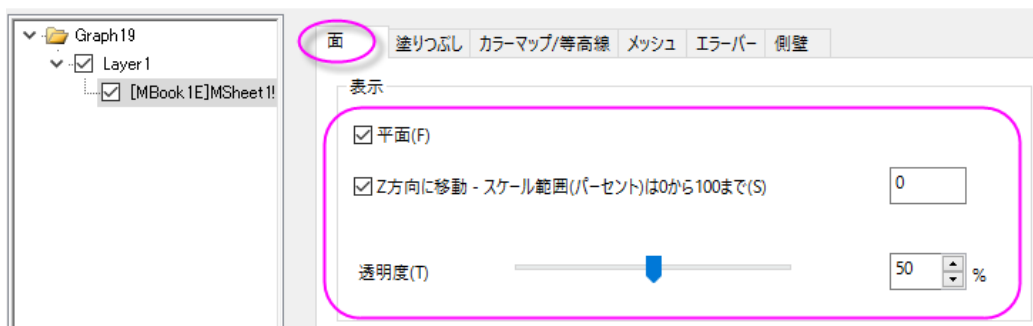 Graph19
Layer1
[MBook1E]MSheet1!
面 塗りつぶし カラーマップ/等高線 メッシュ エラーバー 側壁
表示
平面(F)
Z方向に移動 - スケール範囲(パーセント)は0から100まで(S) 0
透明度(T) 50 %